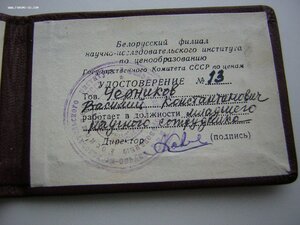 Белорусский филиал
научно-исследовательского института
по ценообразованию
Государственного Комитета СССР по ценам
УДОСТОВЕРЕНИЕ № 13
Тов. Черников
Василий Константинович
работает в должности младшего
научного сотрудника
Директор (подпись)